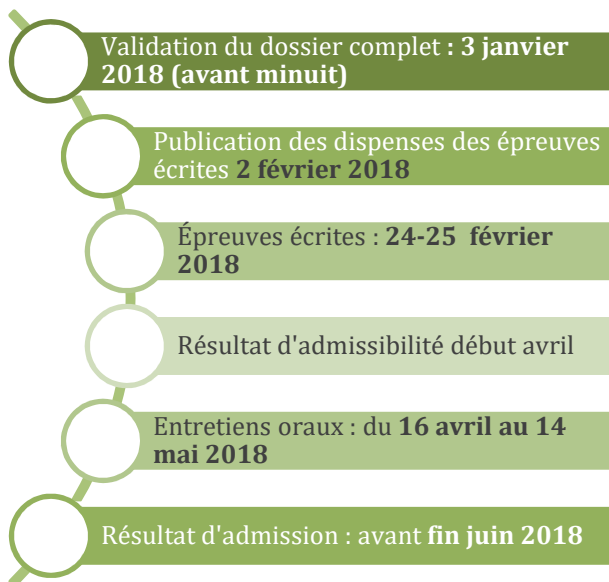 Validation du dossier complet : 3 janvier
2018 (avant minuit)
Publication des dispenses des épreuves
écrites 2 février 2018
Épreuves écrites : 24-25 février
2018
Résultat d'admissibilité début avril
Entretiens oraux : du 16 avril au 14
mai 2018
Résultat d'admission : avant fin juin 2018